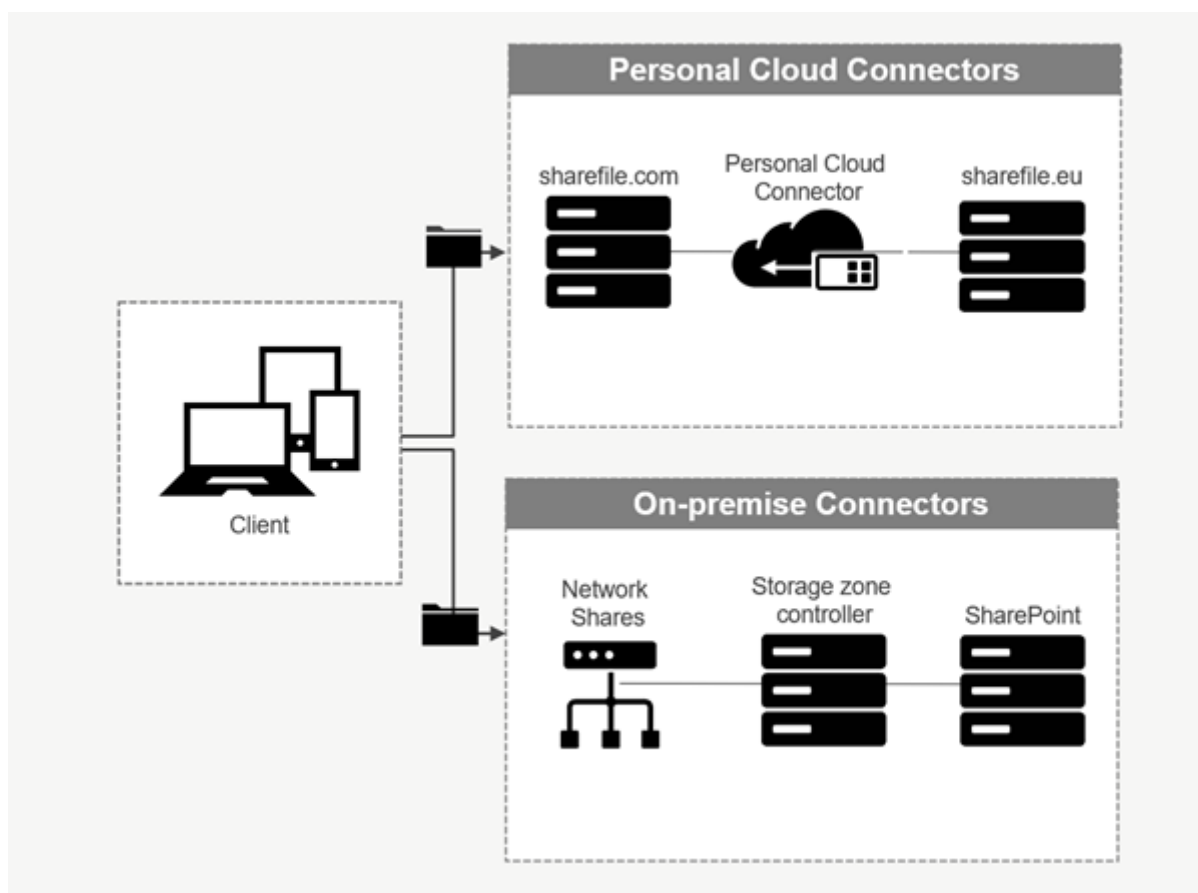 Personal Cloud Connectors
sharefile.com
Personal Cloud
Connector
sharefile.eu
Client
On-premise Connectors
Network
Shares
Storage zone
controller
SharePoint